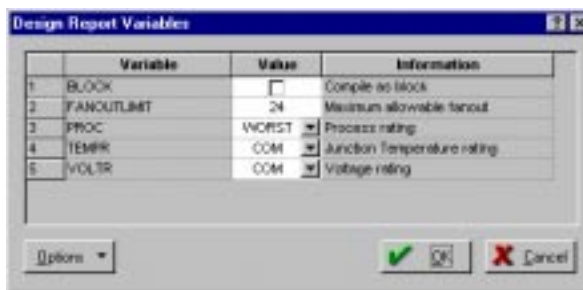 Design Report Variables
Variable Value Information
1 BLOCK Compile as block
2 FANOUTLIMIT 24 Maximum allowable fanout
3 PROC WORST Process rating
4 TEMPR COM Junction Temperature rating
5 VOLTR COM Voltage rating
Options OK Cancel